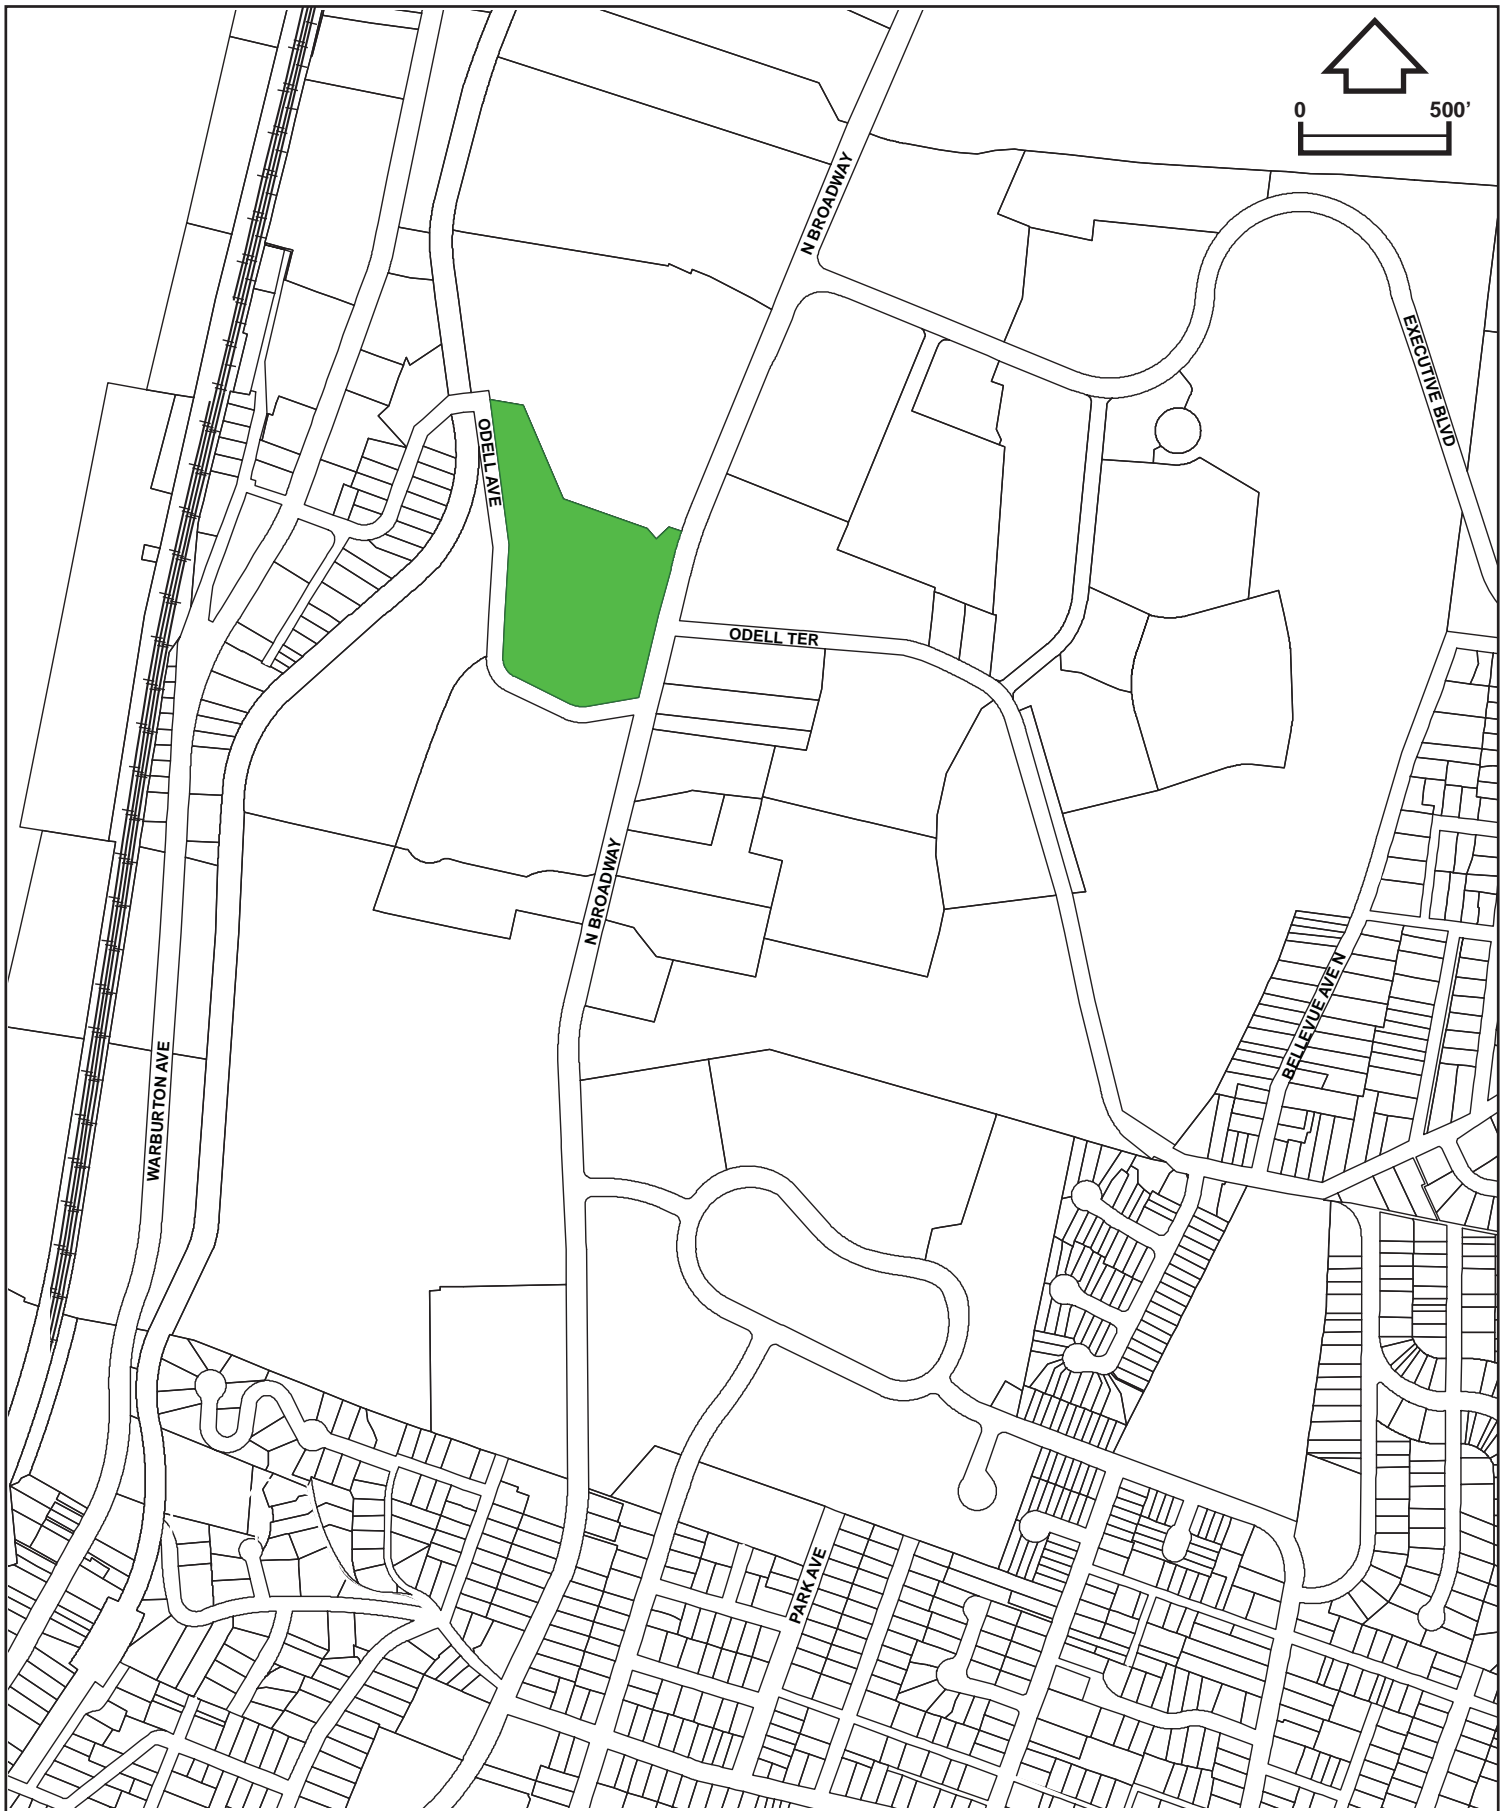 0 500’
N BROADWAY
EXECUTIVE BLVD
ODELL AVE
ODELL TER
N BROADWAY
BELLEVUE AVE N
WARBURTON AVE
PARK AVE